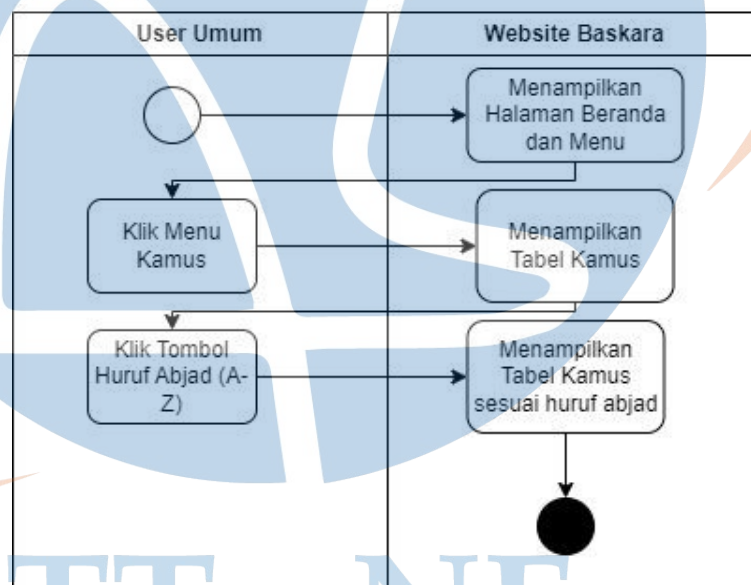 User Umum
Website Baskara
Menampilkan
Halaman Beranda
dan Menu
Klik Menu
Kamus
Menampilkan
Tabel Kamus
Klik Tombol
Huruf Abjad (A-
Z)
Menampilkan
Tabel Kamus
sesuai huruf abjad